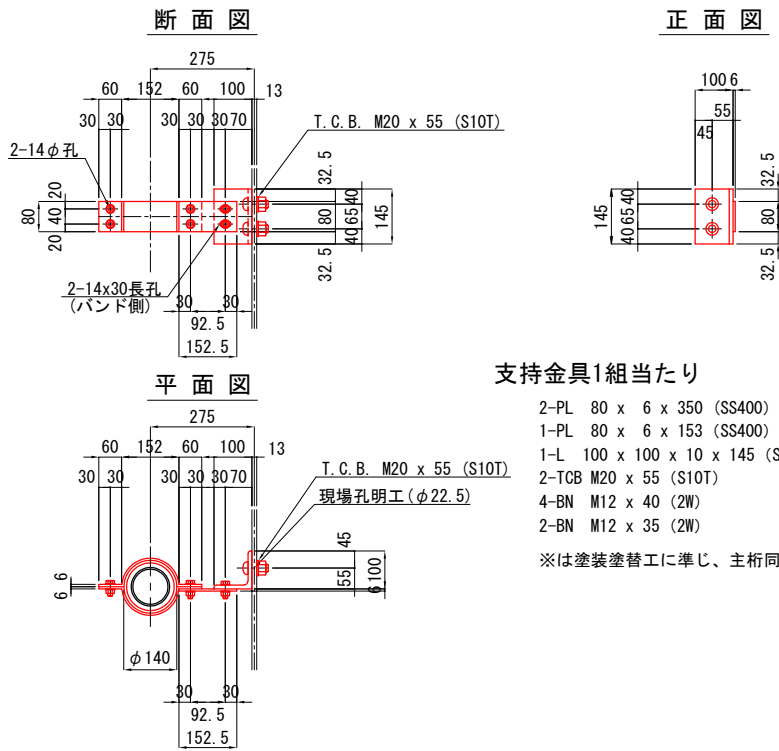 断 面 図
275
60 152 60 100 13
30 30 30 30 30 70
T.C.B. M20 x 55 (S10T)
2-14φ孔
80
20
40
20
32.5
40
80
65
145
40
32.5
2-14x30長孔
(バンド側)
30 30
92.5
152.5
正 面 図
100 6
55
45
32.5
145
40
65
80
40
32.5
平 面 図
275
60 152 60 100 13
30 30 30 30 30 70
T.C.B. M20 x 55 (S10T)
現場孔明工(φ22.5)
45
100
55
6
6
6
φ140
30 30
92.5
152.5
支持金具1組当たり
2-PL 80 x 6 x 350 (SS400)
1-PL 80 x 6 x 153 (SS400)
1-L 100 x 100 x 10 x 145 (S
2-TCB M20 x 55 (S10T)
4-BN M12 x 40 (2W)
2-BN M12 x 35 (2W)
※は塗装塗替工に準じ、主桁同